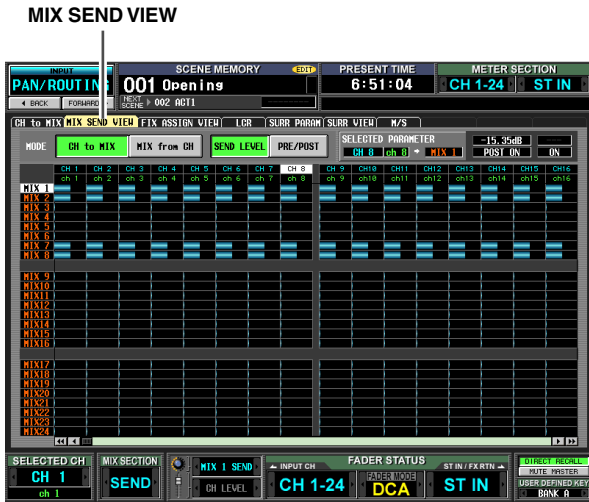 MIX SEND VIEW
INPUT
PAN/ROUTING
BACK FORWARD
SCENE MEMORY EDIT
001 Opening
NEXT SCENE 002 ACT1
PRESENT TIME
6:51:04
METER SECTION
CH 1-24 ST IN
CH to MIX MIX SEND VIEW FIX ASSIGN VIEW LCR SURR PARAM SURR VIEW M/S
MODE CH to MIX MIX from CH SEND LEVEL PRE/POST
SELECTED PARAMETER
CH 8 ch 8 MIX 1
-15.35dB
POST ON ON
CH 1 CH 2 CH 3 CH 4 CH 5 CH 6 CH 7 CH 8 CH 9 CH10 CH11 CH12 CH13 CH14 CH15 CH16
ch 1 ch 2 ch 3 ch 4 ch 5 ch 6 ch 7 ch 8 ch 9 ch10 ch11 ch12 ch13 ch14 ch15 ch16
MIX 1
MIX 2
MIX 3
MIX 4
MIX 5
MIX 6
MIX 7
MIX 8
MIX 9
MIX10
MIX11
MIX12
MIX13
MIX14
MIX15
MIX16
MIX17
MIX18
MIX19
MIX20
MIX21
MIX22
MIX23
MIX24
SELECTED CH
CH 1
ch 1
MIX SECTION
SEND
MIX 1 SEND
CH LEVEL
FADER STATUS
INPUT CH
CH 1-24
FADER MODE
DCA
ST IN / FX RTN
ST IN
DIRECT RECALL
MUTE MASTER
USER DEFINED KEY
BANK A